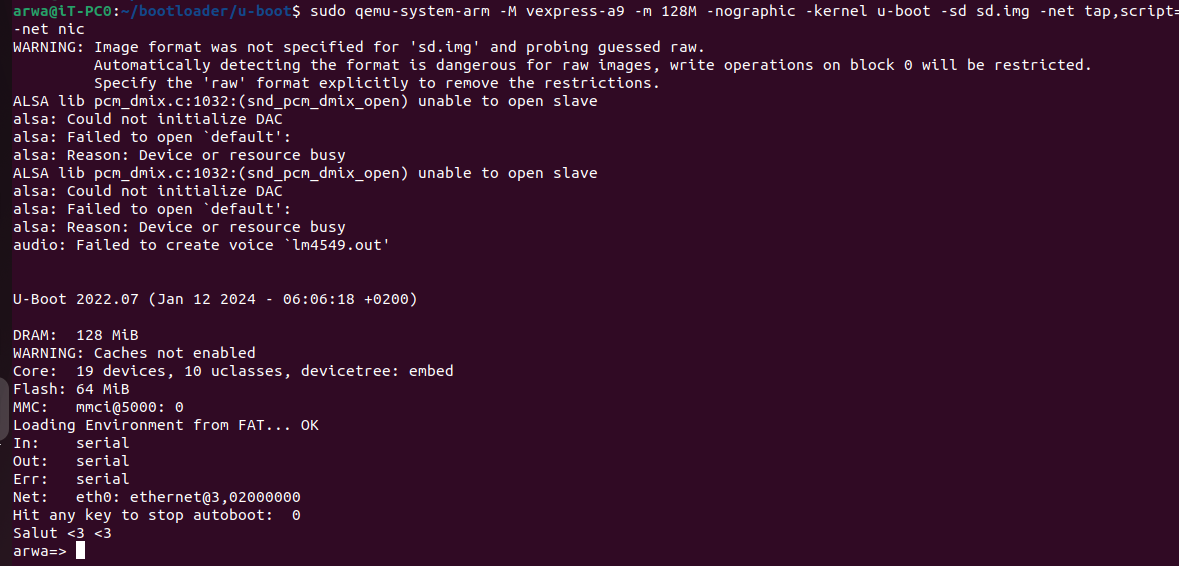 arwa@iT-PC0:~/bootloader/u-boot$ sudo qemu-system-arm -M vexpress-a9 -m 128M -nographic -kernel u-boot -sd sd.img -net tap,script=
-net nic
WARNING: Image format was not specified for 'sd.img' and probing guessed raw.
         Automatically detecting the format is dangerous for raw images, write operations on block 0 will be restricted.
         Specify the 'raw' format explicitly to remove the restrictions.
ALSA lib pcm_dmix.c:1032:(snd_pcm_dmix_open) unable to open slave
alsa: Could not initialize DAC
alsa: Failed to open `default':
alsa: Reason: Device or resource busy
ALSA lib pcm_dmix.c:1032:(snd_pcm_dmix_open) unable to open slave
alsa: Could not initialize DAC
alsa: Failed to open `default':
alsa: Reason: Device or resource busy
audio: Failed to create voice `lm4549.out'
U-Boot 2022.07 (Jan 12 2024 - 06:06:18 +0200)
DRAM:  128 MiB
WARNING: Caches not enabled
Core:  19 devices, 10 uclasses, devicetree: embed
Flash: 64 MiB
MMC:   mmci@5000: 0
Loading Environment from FAT... OK
In:    serial
Out:   serial
Err:   serial
Net:   eth0: ethernet@3,02000000
Hit any key to stop autoboot:  0
Salut <3 <3
arwa=>